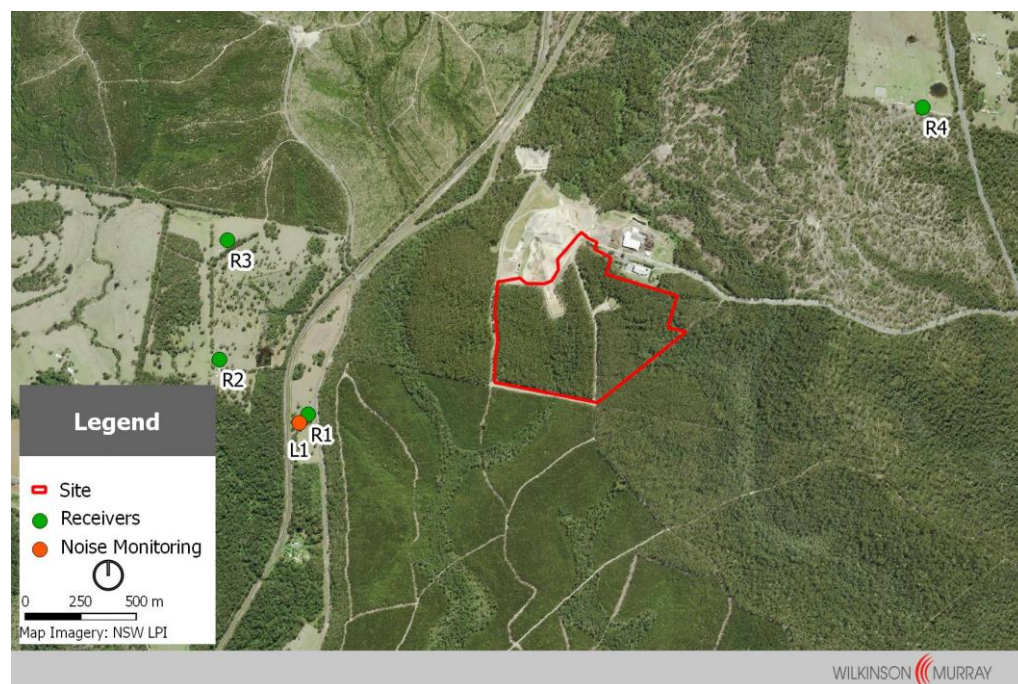 R4
R3
R2
R1
L1
Legend
Site
Receivers
Noise Monitoring
0 250 500 m
Map Imagery: NSW LPI
WILKINSON MURRAY